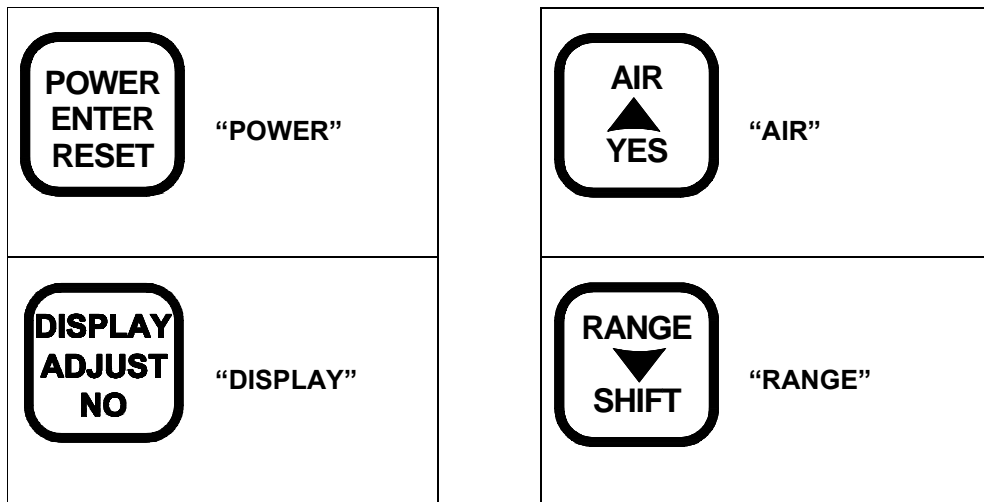 POWER
ENTER
RESET
“POWER”
AIR
YES
“AIR”
DISPLAY
ADJUST
NO
“DISPLAY”
RANGE
SHIFT
“RANGE”